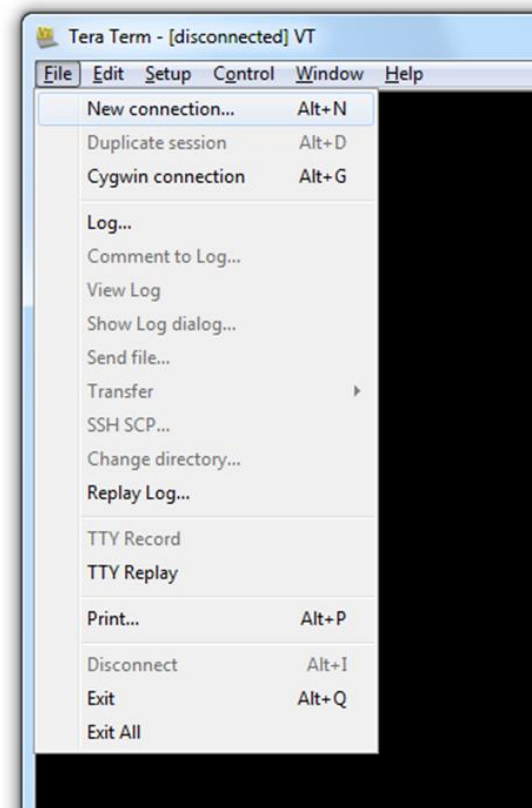 Tera Term - [disconnected] VT
File Edit Setup Control Window Help
New connection... Alt+N
Duplicate session Alt+D
Cygwin connection Alt+G
Log...
Comment to Log...
View Log
Show Log dialog...
Send file...
Transfer
SSH SCP...
Change directory...
Replay Log...
TTY Record
TTY Replay
Print... Alt+P
Disconnect Alt+I
Exit Alt+Q
Exit All